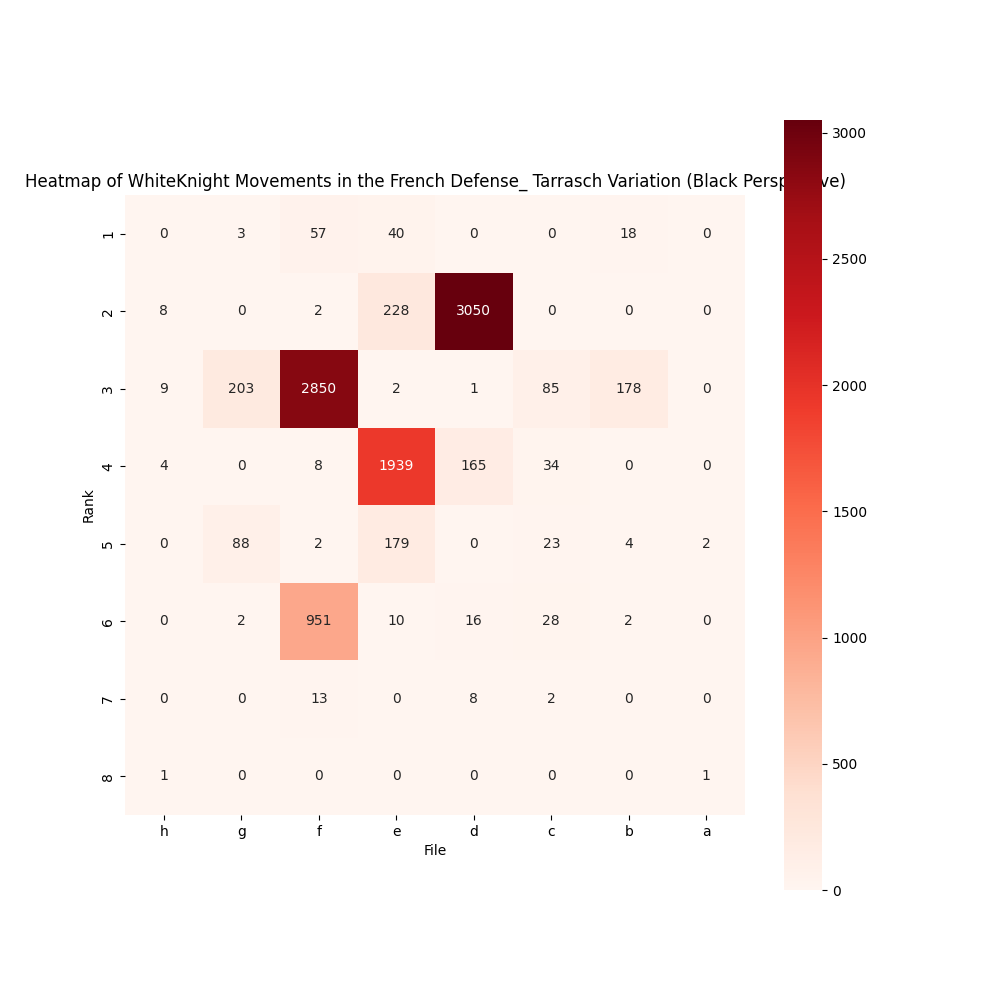 3000
Heatmap of WhiteKnight Movements in the French Defense_ Tarrasch Variation (Black Perspective)
1 0 3 57 40 0 0 18 0
2 8 0 2 228 3050 0 0 0
3 9 203 2850 2 1 85 178 0
4 4 0 8 1939 165 34 0 0
5 0 88 2 179 0 23 4 2
6 0 2 951 10 16 28 2 0
7 0 0 13 0 8 2 0 0
8 1 0 0 0 0 0 0 1
Rank
h g f e d c b a
File
2500
2000
1500
1000
500
0